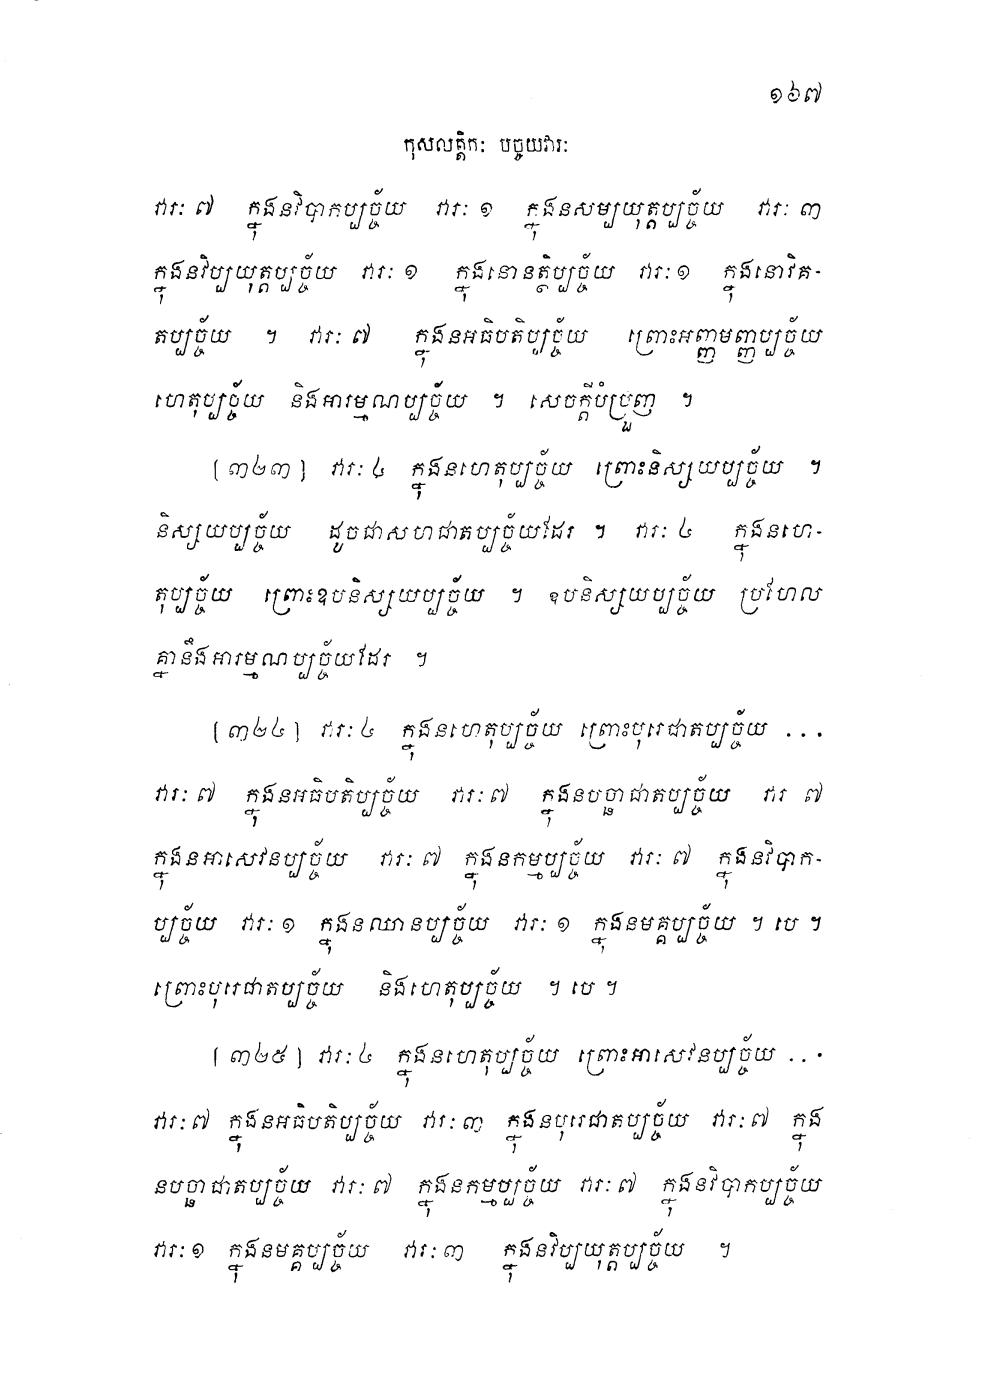 ១៦៧
កុសលត្តិកៈ បច្ចយវារៈ
វារៈ ៧ ក្នុងនវិបាកប្បច្ច័យ វារៈ ១ ក្នុងនសម្បយុត្តប្បច្ច័យ វារៈ ៣
ក្នុងនវិប្បយុត្តប្បច្ច័យ វារៈ ១ ក្នុងនោនត្ថិប្បច្ច័យ វារៈ ១ ក្នុងនោវិគ-
តប្បច្ច័យ ។ វារៈ ៧ ក្នុងនអធិបតិប្បច្ច័យ ព្រោះអញ្ញមញ្ញប្បច្ច័យ
ហេតុប្បច្ច័យ និងអារម្មណប្បច្ច័យ ។ សេចក្តីបំប្រួញ ។
[៣២៣] វារៈ ៤ ក្នុងនហេតុប្បច្ច័យ ព្រោះនិស្សយប្បច្ច័យ ។
និស្សយប្បច្ច័យ ដូចជាសហជាតប្បច្ច័យដែរ ។ វារៈ ៤ ក្នុងនហេ-
តុប្បច្ច័យ ព្រោះឧបនិស្សយប្បច្ច័យ ។ ឧបនិស្សយប្បច្ច័យ ប្រហែល
គ្នានឹងអារម្មណប្បច្ច័យដែរ ។
[៣២៤] វារៈ ៤ ក្នុងនហេតុប្បច្ច័យ ព្រោះបុរេជាតប្បច្ច័យ ...
វារៈ ៧ ក្នុងនអធិបតិប្បច្ច័យ វារៈ ៧ ក្នុងនបច្ឆាជាតប្បច្ច័យ វារ ៧
ក្នុងនអាសេវនប្បច្ច័យ វារៈ ៧ ក្នុងនកម្មប្បច្ច័យ វារៈ ៧ ក្នុងនវិបាក-
ប្បច្ច័យ វារៈ ១ ក្នុងនឈានប្បច្ច័យ វារៈ ១ ក្នុងនមគ្គប្បច្ច័យ ។ បេ ។
ព្រោះបុរេជាតប្បច្ច័យ និងហេតុប្បច្ច័យ ។ បេ ។
[៣២៥] វារៈ ៤ ក្នុងនហេតុប្បច្ច័យ ព្រោះអាសេវនប្បច្ច័យ ...
វារៈ ៧ ក្នុងនអធិបតិប្បច្ច័យ វារៈ ៣ ក្នុងនបុរេជាតប្បច្ច័យ វារៈ ៧ ក្នុង
នបច្ឆាជាតប្បច្ច័យ វារៈ ៧ ក្នុងនកម្មប្បច្ច័យ វារៈ ៧ ក្នុងនវិបាកប្បច្ច័យ
វារៈ ១ ក្នុងនមគ្គប្បច្ច័យ វារៈ ៣ ក្នុងនវិប្បយុត្តប្បច្ច័យ ។